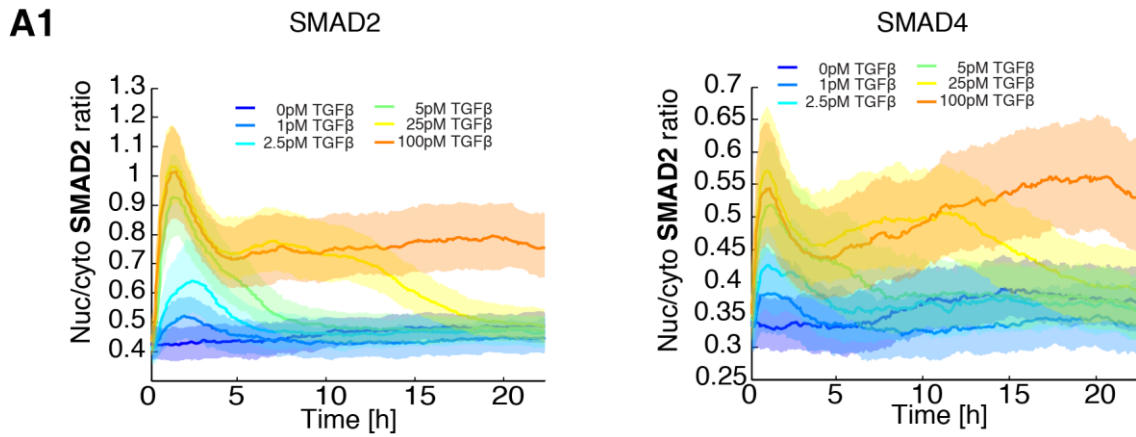 A1
SMAD2
Nuc/cyto SMAD2 ratio
1.3
1.2
1.1
1
0.9
0.8
0.7
0.6
0.5
0.4
0pM TGFβ
1pM TGFβ
2.5pM TGFβ
5pM TGFβ
25pM TGFβ
100pM TGFβ
0 5 10 15 20
Time [h]
SMAD4
Nuc/cyto SMAD2 ratio
0.7
0.65
0.6
0.55
0.5
0.45
0.4
0.35
0.3
0.25
0pM TGFβ
1pM TGFβ
2.5pM TGFβ
5pM TGFβ
25pM TGFβ
100pM TGFβ
0 5 10 15 20
Time [h]